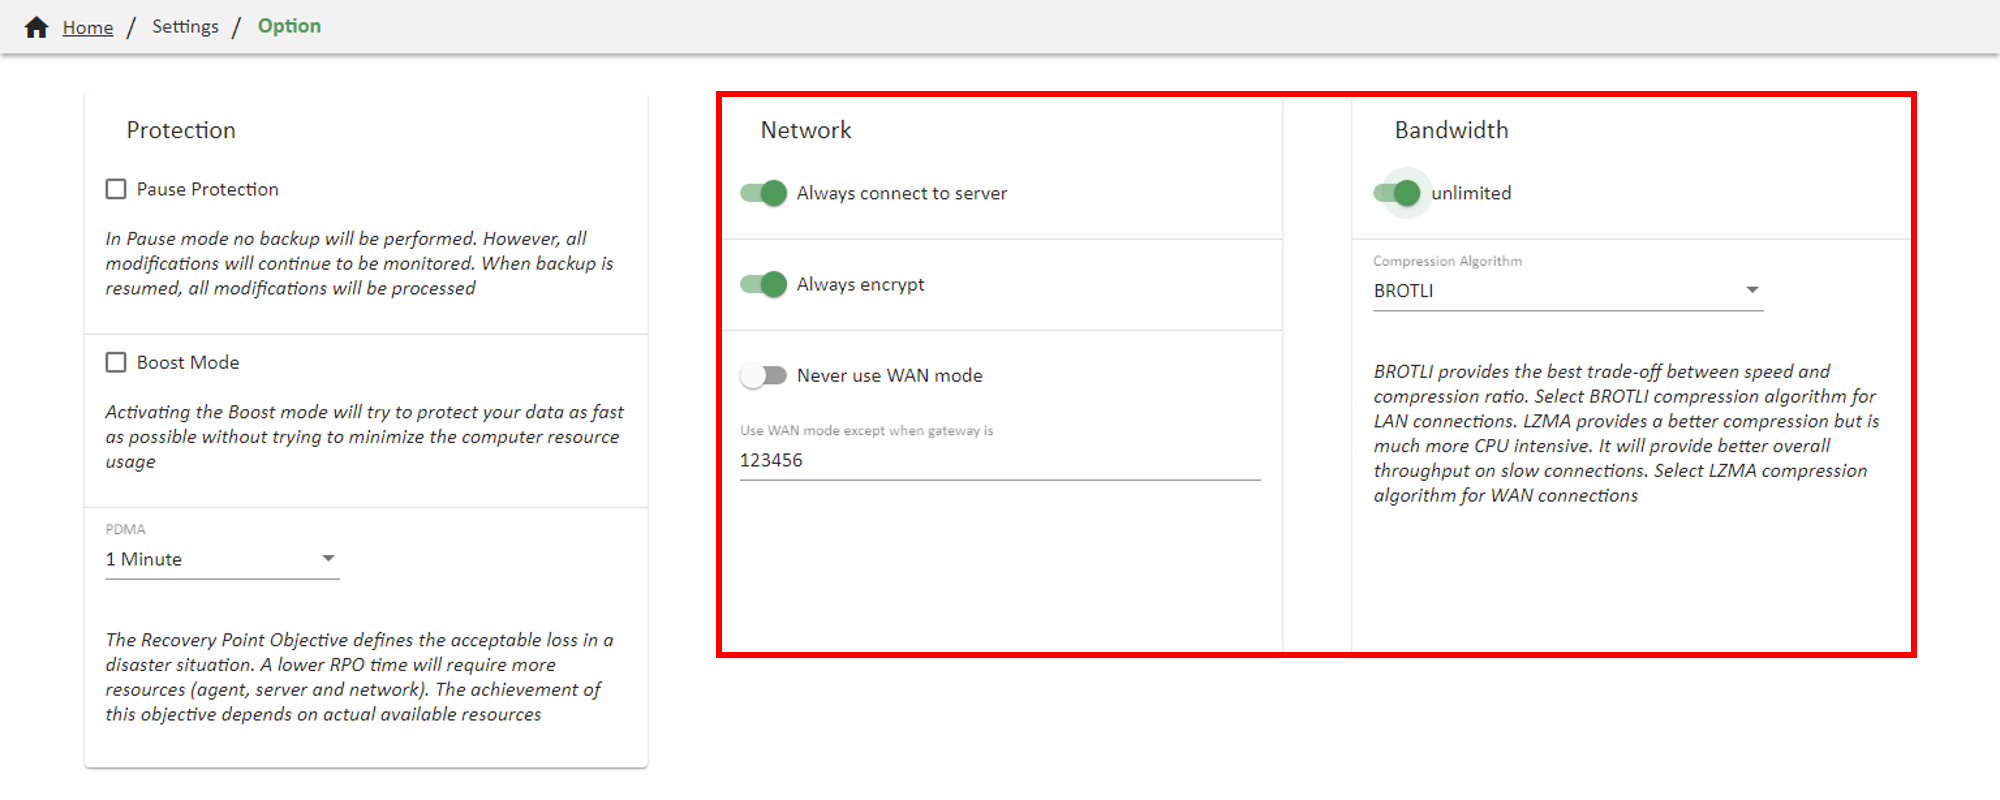 Home / Settings / Option
Protection
Pause Protection
In Pause mode no backup will be performed. However, all
modifications will continue to be monitored. When backup is
resumed, all modifications will be processed
Boost Mode
Activating the Boost mode will try to protect your data as fast
as possible without trying to minimize the computer resource
usage
PDMA
1 Minute
The Recovery Point Objective defines the acceptable loss in a
disaster situation. A lower RPO time will require more
resources (agent, server and network). The achievement of
this objective depends on actual available resources
Network
Always connect to server
Always encrypt
Never use WAN mode
Use WAN mode except when gateway is
123456
Bandwidth
unlimited
Compression Algorithm
BROTLI
BROTLI provides the best trade-off between speed and
compression ratio. Select BROTLI compression algorithm for
LAN connections. LZMA provides a better compression but is
much more CPU intensive. It will provide better overall
throughput on slow connections. Select LZMA compression
algorithm for WAN connections